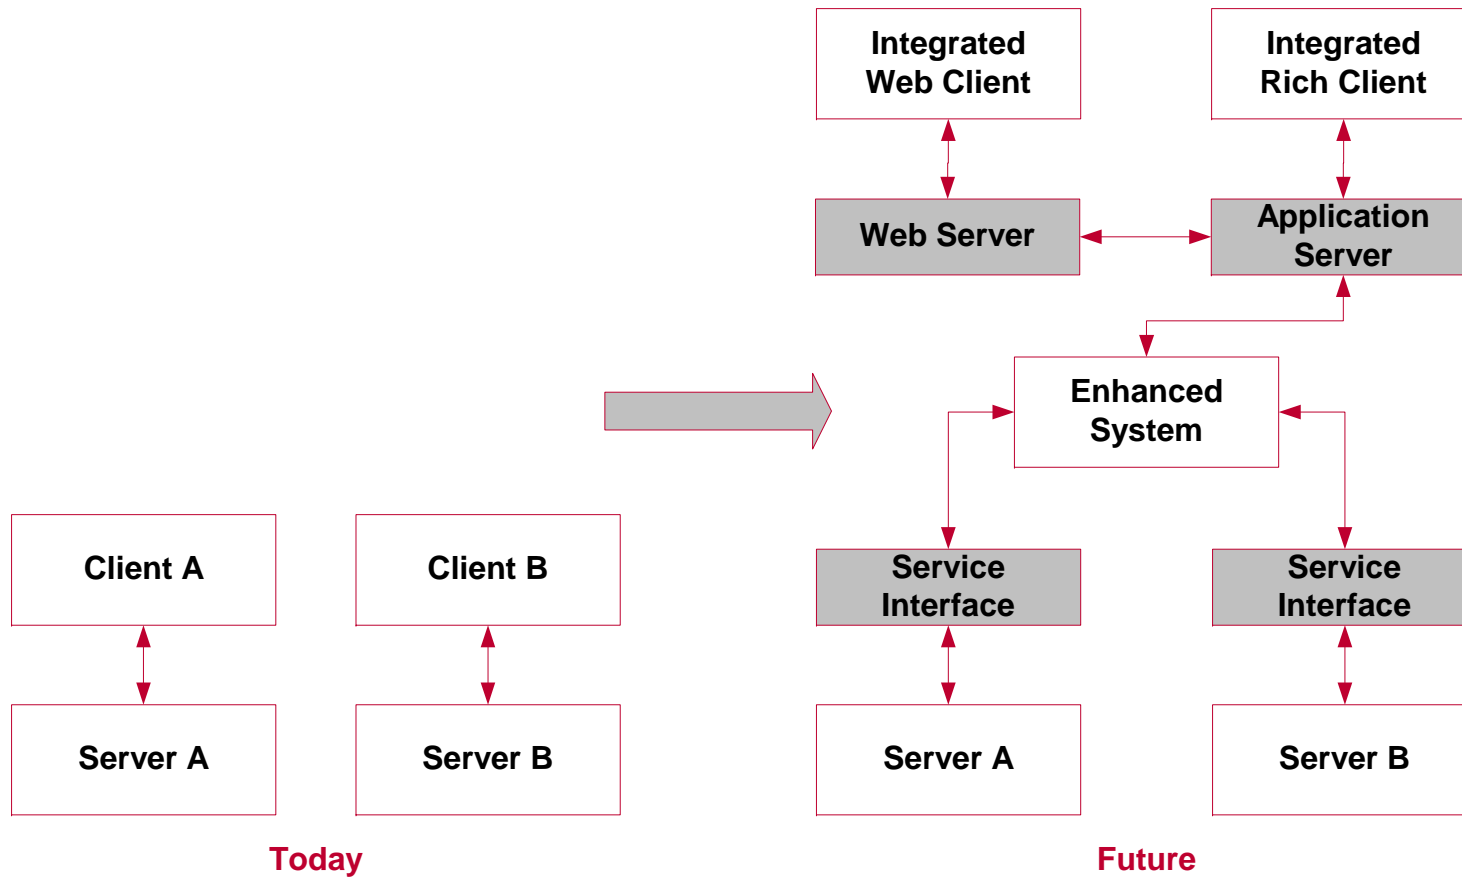 Integrated
Web Client
Integrated
Rich Client
Web Server
Application
Server
Enhanced
System
Client A
Client B
Service
Interface
Service
Interface
Server A
Server B
Server A
Server B
Today
Future